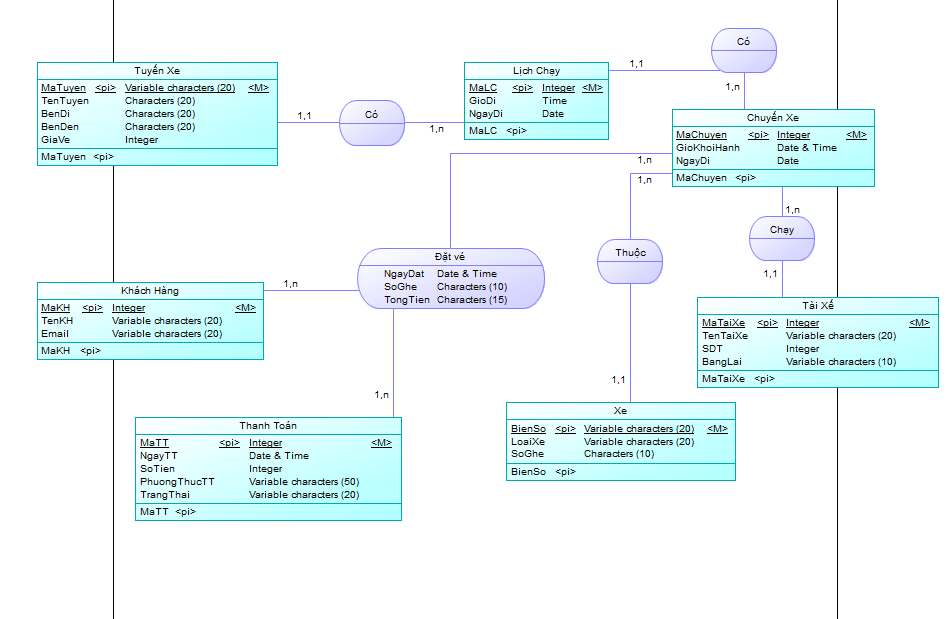 Tuyến Xe
MaTuyen <pi> Variable characters (20) <M>
TenTuyen Characters (20)
BenDi Characters (20)
BenDen Characters (20)
GiaVe Integer
MaTuyen <pi>
1,1
Có
1,n
Lịch Chạy
MaLC <pi> Integer <M>
GioDi Time
NgayDi Date
MaLC <pi>
1,1
Có
1,n
Chuyến Xe
MaChuyen <pi> Integer <M>
GioKhoiHanh Date & Time
NgayDi Date
MaChuyen <pi>
1,n
1,n
1,n
Chạy
1,1
Thuộc
1,1
Đặt vé
NgayDat Date & Time
SoGhe Characters (10)
TongTien Characters (15)
1,n
1,n
Khách Hàng
MaKH <pi> Integer <M>
TenKH Variable characters (20)
Email Variable characters (20)
MaKH <pi>
Tài Xế
MaTaiXe <pi> Integer <M>
TenTaiXe Variable characters (20)
SDT Integer
BangLai Variable characters (10)
MaTaiXe <pi>
Thanh Toán
MaTT <pi> Integer <M>
NgayTT Date & Time
SoTien Integer
PhuongThucTT Variable characters (50)
TrangThai Variable characters (20)
MaTT <pi>
Xe
BienSo <pi> Variable characters (20) <M>
LoaiXe Variable characters (20)
SoGhe Characters (10)
BienSo <pi>